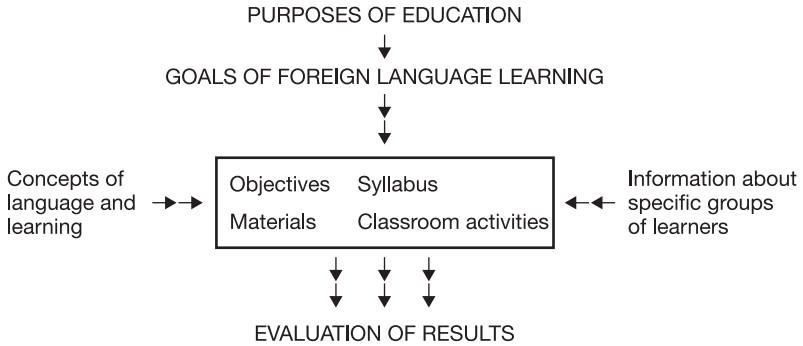 PURPOSES OF EDUCATION
GOALS OF FOREIGN LANGUAGE LEARNING
Concepts of
language and
learning
Objectives Syllabus
Materials Classroom activities
Information about
specific groups
of learners
EVALUATION OF RESULTS